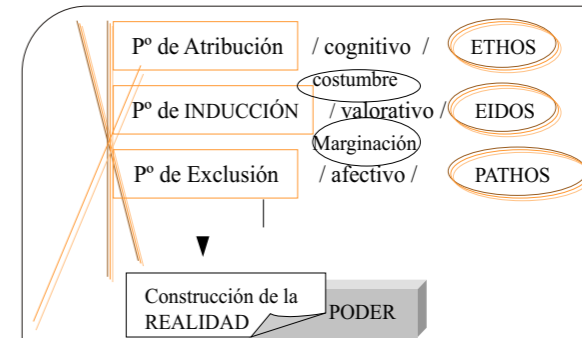 Pº de Atribución / cognitivo / ETHOS
costumbre
Pº de INDUCCIÓN / valorativo / EIDOS
Marginación
Pº de Exclusión / afectivo / PATHOS
Construcción de la
REALIDAD
PODER